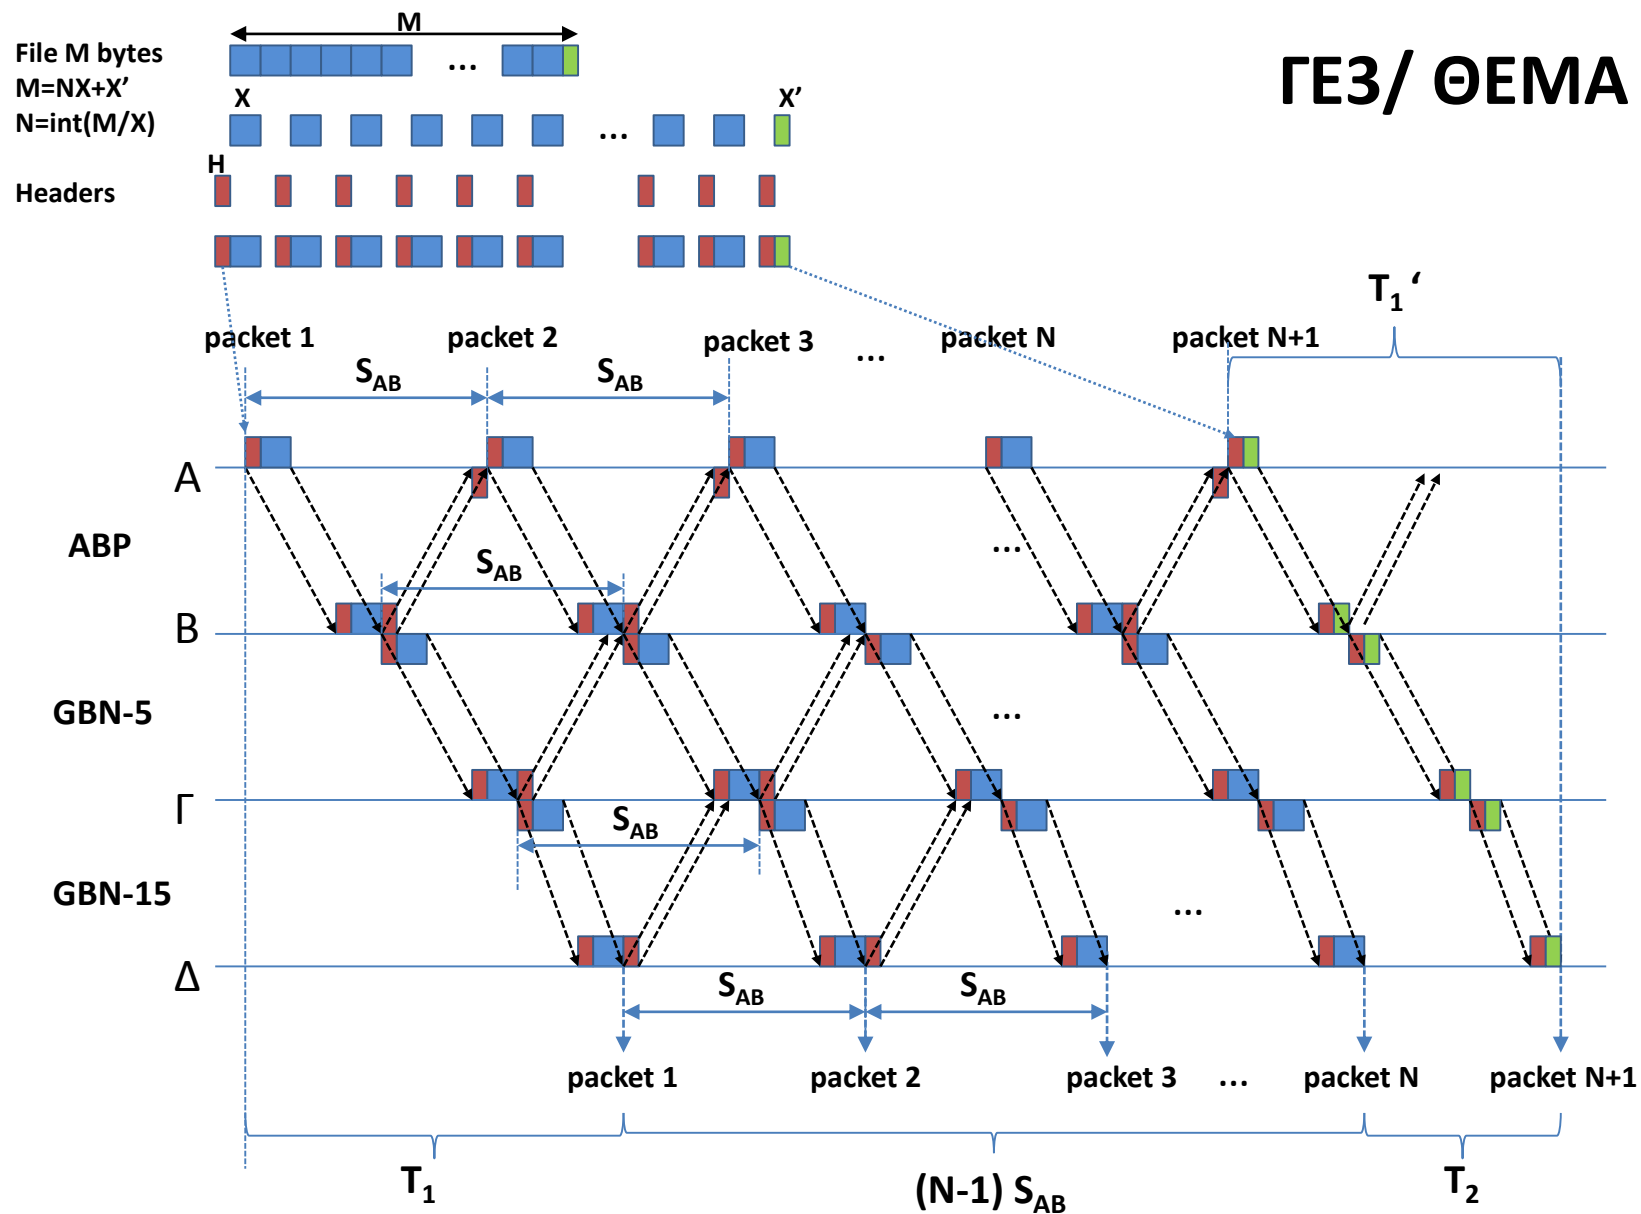 M
File M bytes
M=NX+X’
N=int(M/X)
...
ΓΕ3/ ΘΕΜΑ
X
X’
...
H
Headers
T1 ‘
packet 1
packet 2
packet 3
...
packet N
packet N+1
SAB
SAB
A
ABP
...
SAB
B
GBN-5
...
Γ
SAB
GBN-15
...
Δ
SAB
SAB
packet 1
packet 2
packet 3
...
packet N
packet N+1
T1
(N-1) SAB
T2